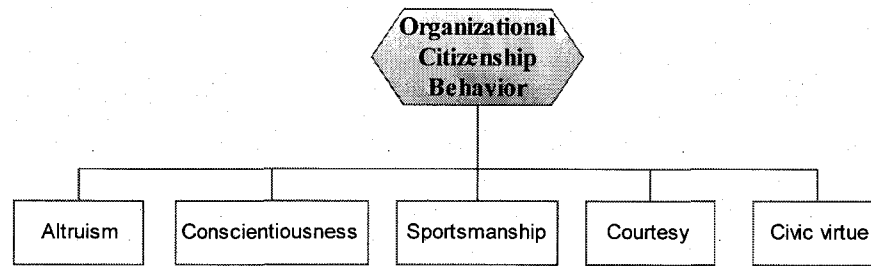 Organizational
Citizenship
Behavior
Altruism
Conscientiousness
Sportsmanship
Courtesy
Civic virtue